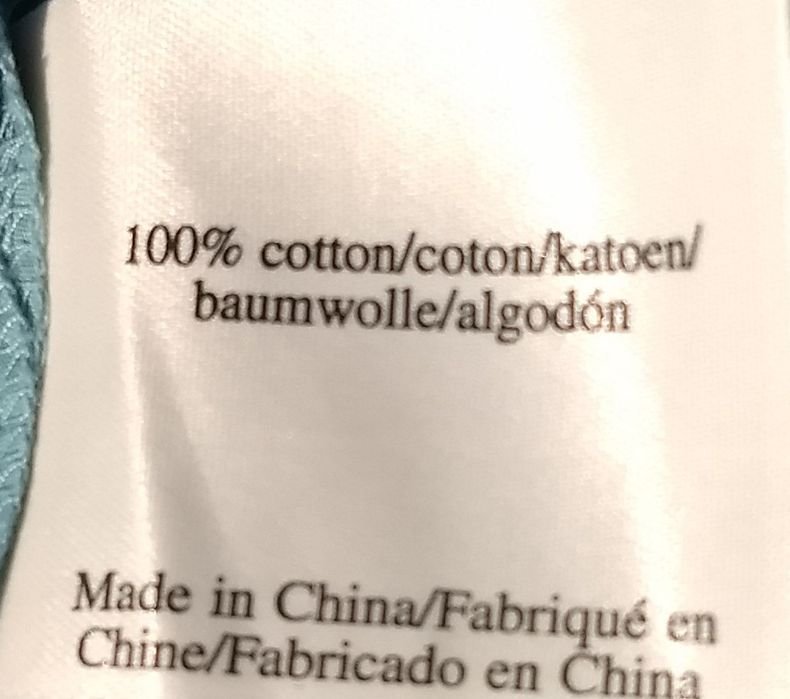 100% cotton/coton/katoen/
baumwolle/algodón
Made in China/Fabriqué en
Chine/Fabricado en China